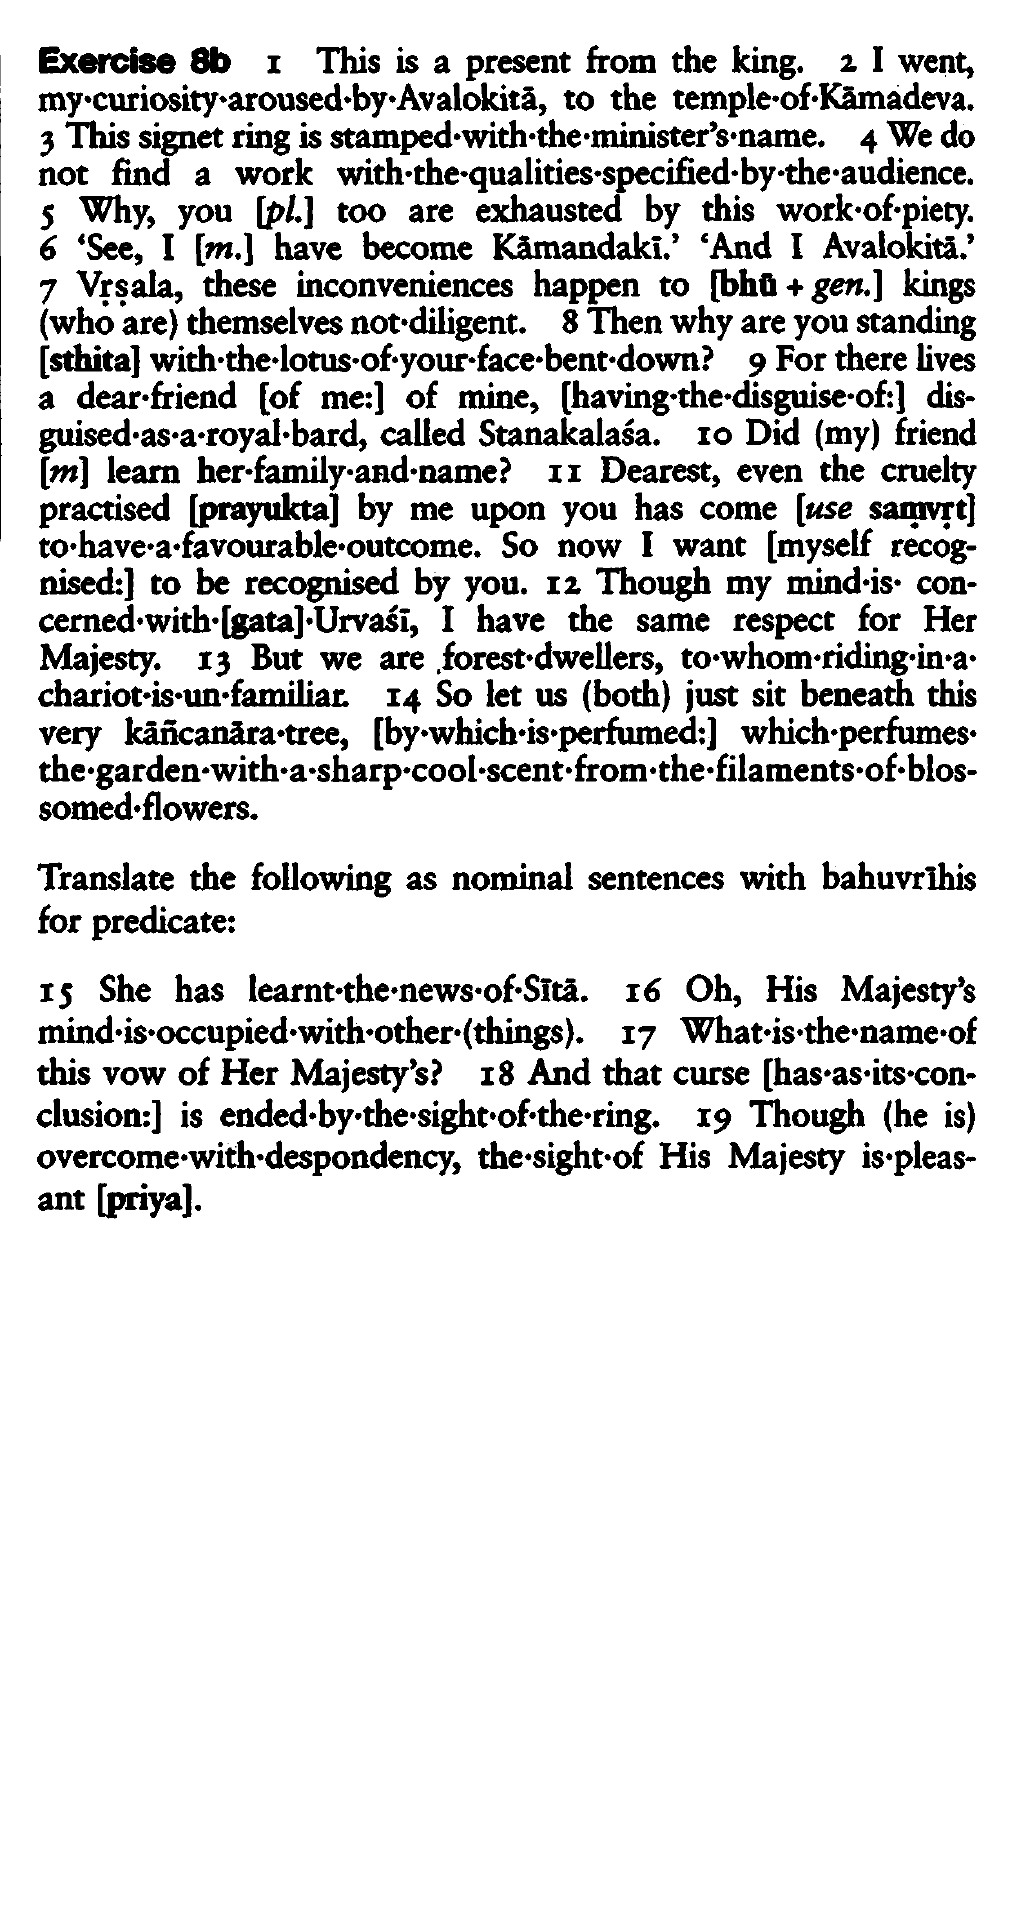 Exercise 8b 1 This is a present from the king. 2 I went,
my·curiosity·aroused·by·Avalokitā, to the temple·of·Kāmadeva.
3 This signet ring is stamped·with·the·minister's·name. 4 We do
not find a work with·the·qualities·specified·by·the·audience.
5 Why, you [pl.] too are exhausted by this work·of·piety.
6 'See, I [m.] have become Kāmandakī.' 'And I Avalokitā.'
7 Vṛṣala, these inconveniences happen to [bhū + gen.] kings
(who are) themselves not·diligent. 8 Then why are you standing
[sthita] with·the·lotus·of·your·face·bent·down? 9 For there lives
a dear·friend [of me:] of mine, [having·the·disguise·of:] dis-
guised·as·a·royal·bard, called Stanakalaśa. 10 Did (my) friend
[m] learn her·family·and·name? 11 Dearest, even the cruelty
practised [prayukta] by me upon you has come [use saṃvṛt]
to·have·a·favourable·outcome. So now I want [myself recog-
nised:] to be recognised by you. 12 Though my mind·is· con-
cerned·with·[gata]·Urvaśī, I have the same respect for Her
Majesty. 13 But we are forest·dwellers, to·whom·riding·in·a·
chariot·is·un·familiar. 14 So let us (both) just sit beneath this
very kāñcanāra·tree, [by·which·is·perfumed:] which·perfumes·
the·garden·with·a·sharp·cool·scent·from·the·filaments·of·blos-
somed·flowers.
Translate the following as nominal sentences with bahuvrīhis
for predicate:
15 She has learnt·the·news·of·Sītā. 16 Oh, His Majesty's
mind·is·occupied·with·other·(things). 17 What·is·the·name·of
this vow of Her Majesty's? 18 And that curse [has·as·its·con-
clusion:] is ended·by·the·sight·of·the·ring. 19 Though (he is)
overcome·with·despondency, the·sight·of His Majesty is·pleas-
ant [priya].